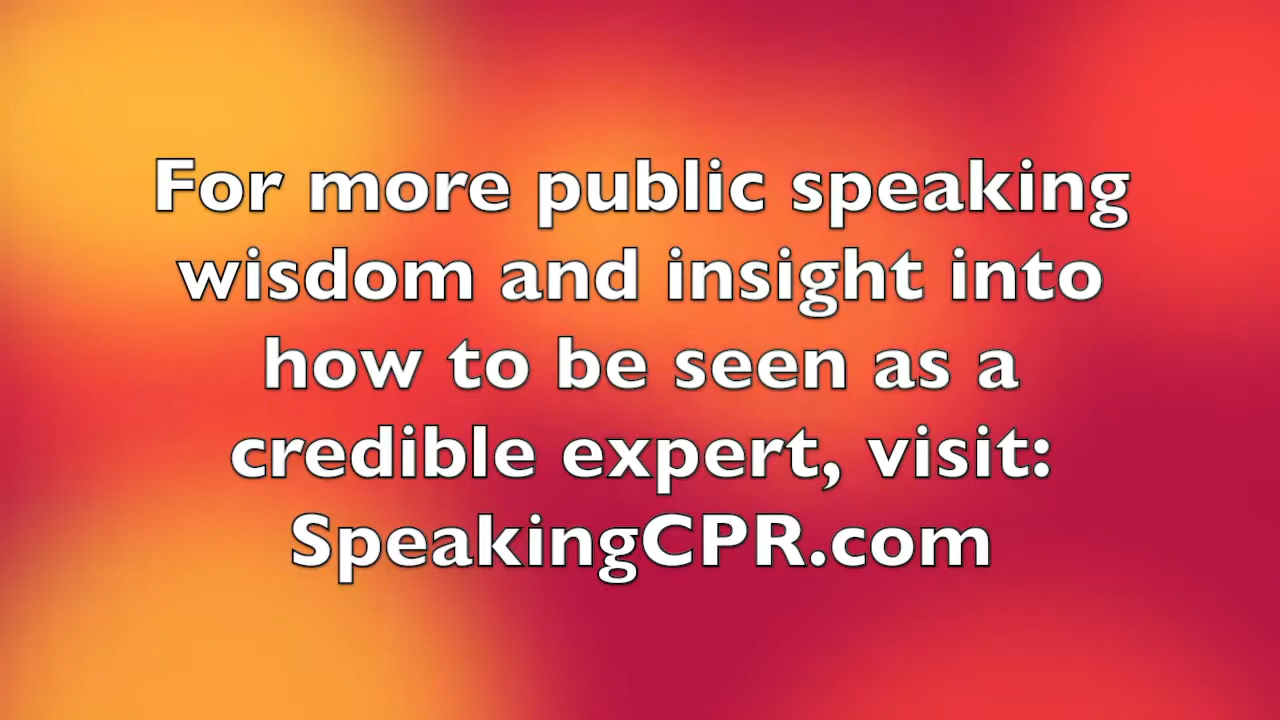 For more public speaking
wisdom and insight into
how to be seen as a
credible expert, visit:
SpeakingCPR.com